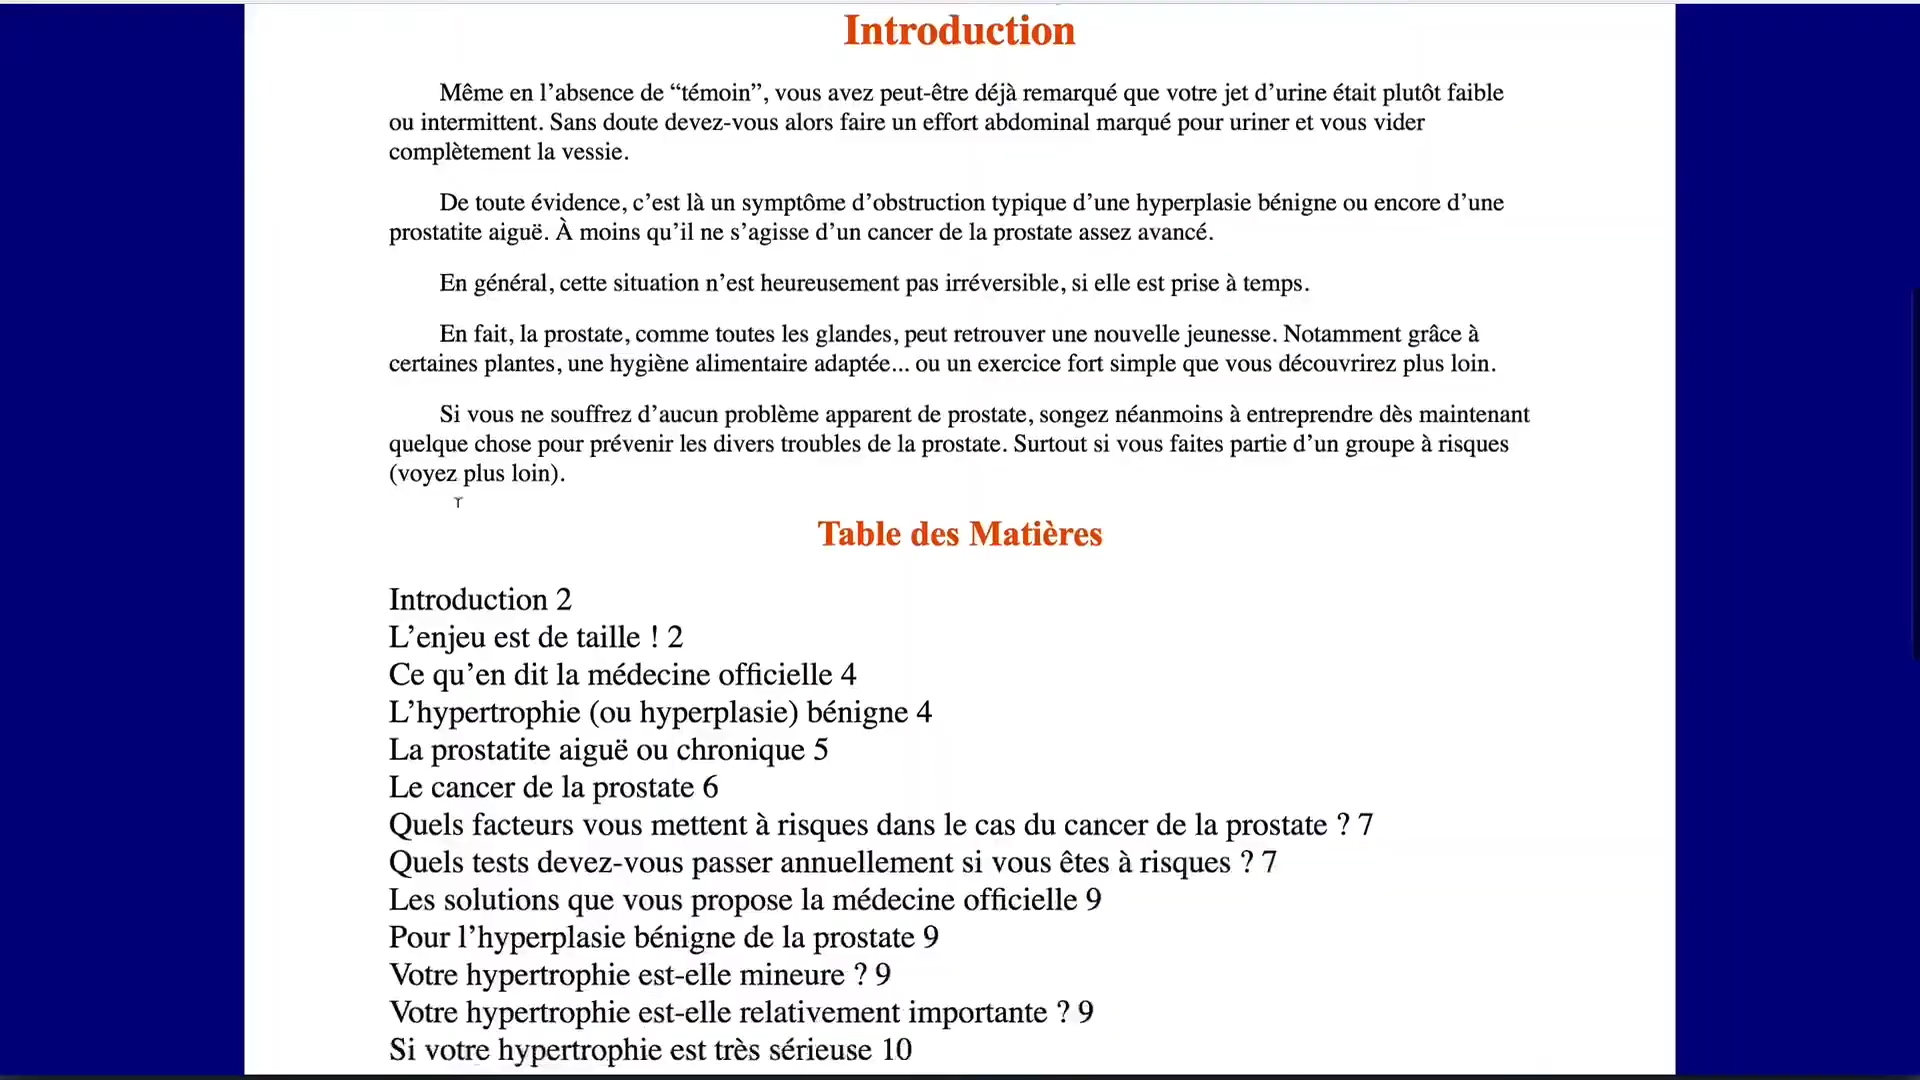 Introduction
Même en l’absence de “témoin”, vous avez peut-être déjà remarqué que votre jet d’urine était plutôt faible
ou intermittent. Sans doute devez-vous alors faire un effort abdominal marqué pour uriner et vous vider
complètement la vessie.
De toute évidence, c’est là un symptôme d’obstruction typique d’une hyperplasie bénigne ou encore d’une
prostatite aiguë. À moins qu’il ne s’agisse d’un cancer de la prostate assez avancé.
En général, cette situation n’est heureusement pas irréversible, si elle est prise à temps.
En fait, la prostate, comme toutes les glandes, peut retrouver une nouvelle jeunesse. Notamment grâce à
certaines plantes, une hygiène alimentaire adaptée... ou un exercice fort simple que vous découvrirez plus loin.
Si vous ne souffrez d’aucun problème apparent de prostate, songez néanmoins à entreprendre dès maintenant
quelque chose pour prévenir les divers troubles de la prostate. Surtout si vous faites partie d’un groupe à risques
(voyez plus loin).
Table des Matières
Introduction 2
L’enjeu est de taille ! 2
Ce qu’en dit la médecine officielle 4
L’hypertrophie (ou hyperplasie) bénigne 4
La prostatite aiguë ou chronique 5
Le cancer de la prostate 6
Quels facteurs vous mettent à risques dans le cas du cancer de la prostate ? 7
Quels tests devez-vous passer annuellement si vous êtes à risques ? 7
Les solutions que vous propose la médecine officielle 9
Pour l’hyperplasie bénigne de la prostate 9
Votre hypertrophie est-elle mineure ? 9
Votre hypertrophie est-elle relativement importante ? 9
Si votre hypertrophie est très sérieuse 10